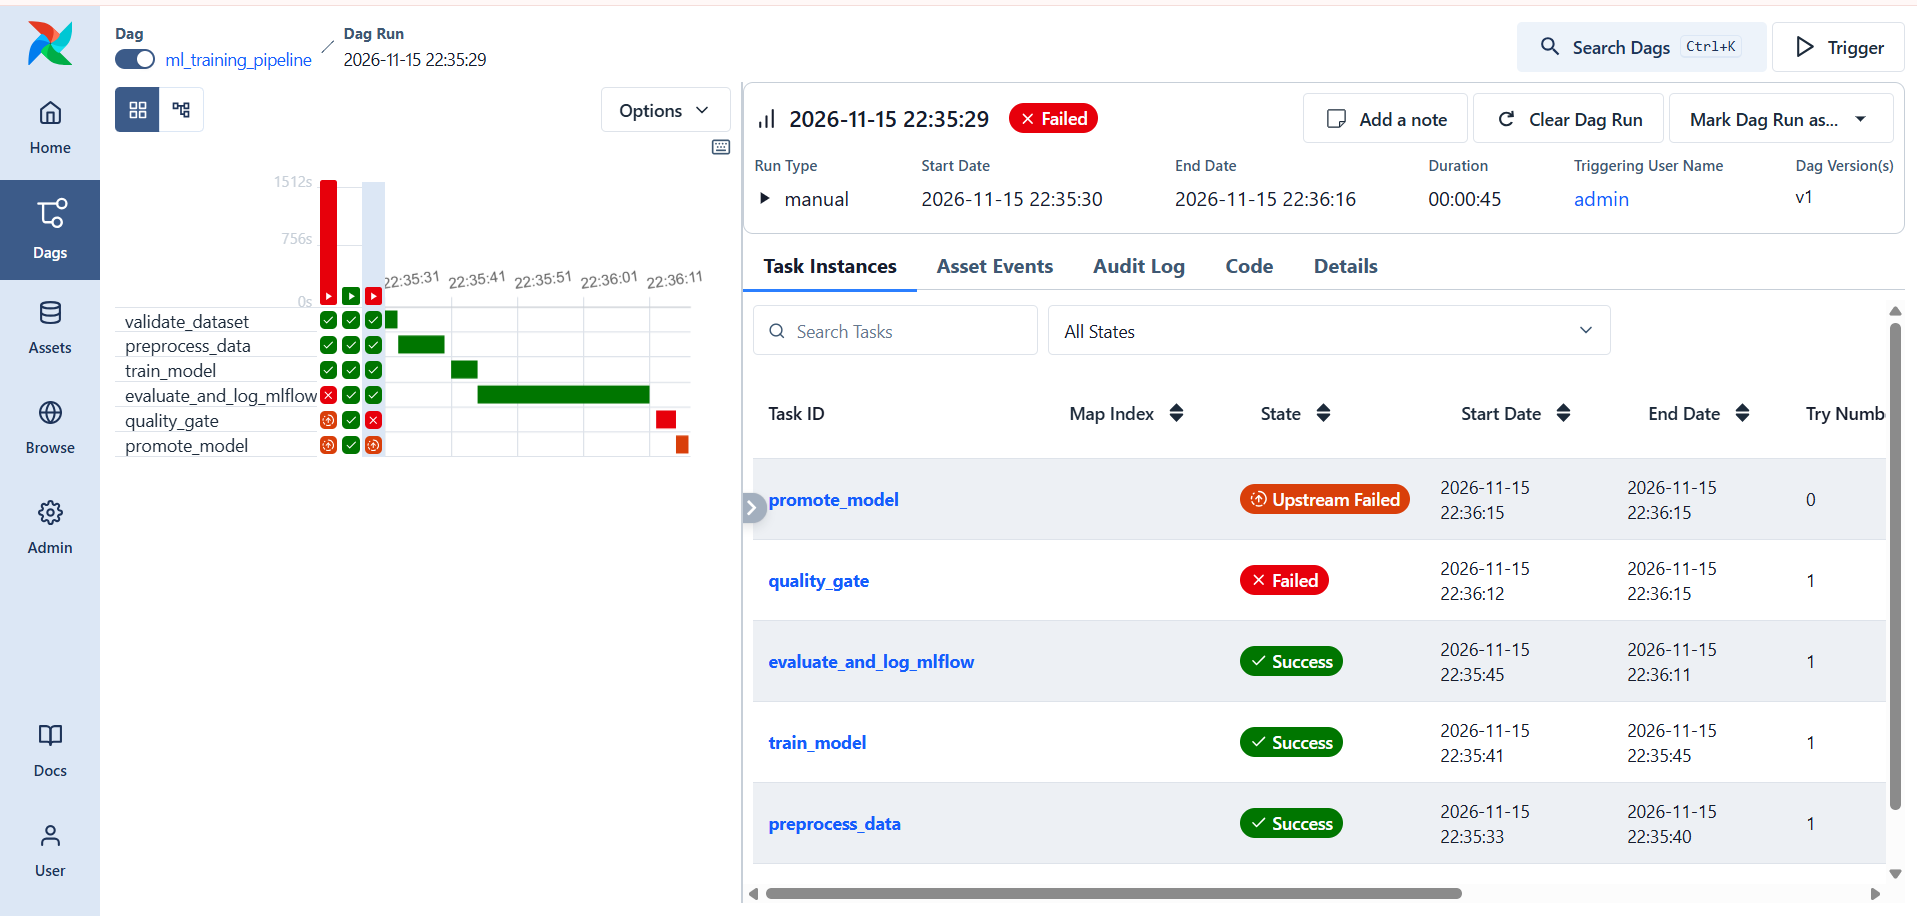 Dag
ml_training_pipeline
Dag Run
2026-11-15 22:35:29
Search Dags Ctrl+K
Trigger
Home
Dags
Assets
Browse
Admin
Docs
User
Options
1512s
756s
0s
22:35:31 22:35:41 22:35:51 22:36:01 22:36:11
validate_dataset
preprocess_data
train_model
evaluate_and_log_mlflow
quality_gate
promote_model
2026-11-15 22:35:29 Failed
Add a note
Clear Dag Run
Mark Dag Run as...
Run Type Start Date End Date Duration Triggering User Name Dag Version(s)
manual 2026-11-15 22:35:30 2026-11-15 22:36:16 00:00:45 admin v1
Task Instances Asset Events Audit Log Code Details
Search Tasks
All States
Task ID Map Index State Start Date End Date Try Numb
promote_model Upstream Failed 2026-11-15 22:36:15 2026-11-15 22:36:15 0
quality_gate Failed 2026-11-15 22:36:12 2026-11-15 22:36:15 1
evaluate_and_log_mlflow Success 2026-11-15 22:35:45 2026-11-15 22:36:11 1
train_model Success 2026-11-15 22:35:41 2026-11-15 22:35:45 1
preprocess_data Success 2026-11-15 22:35:33 2026-11-15 22:35:40 1